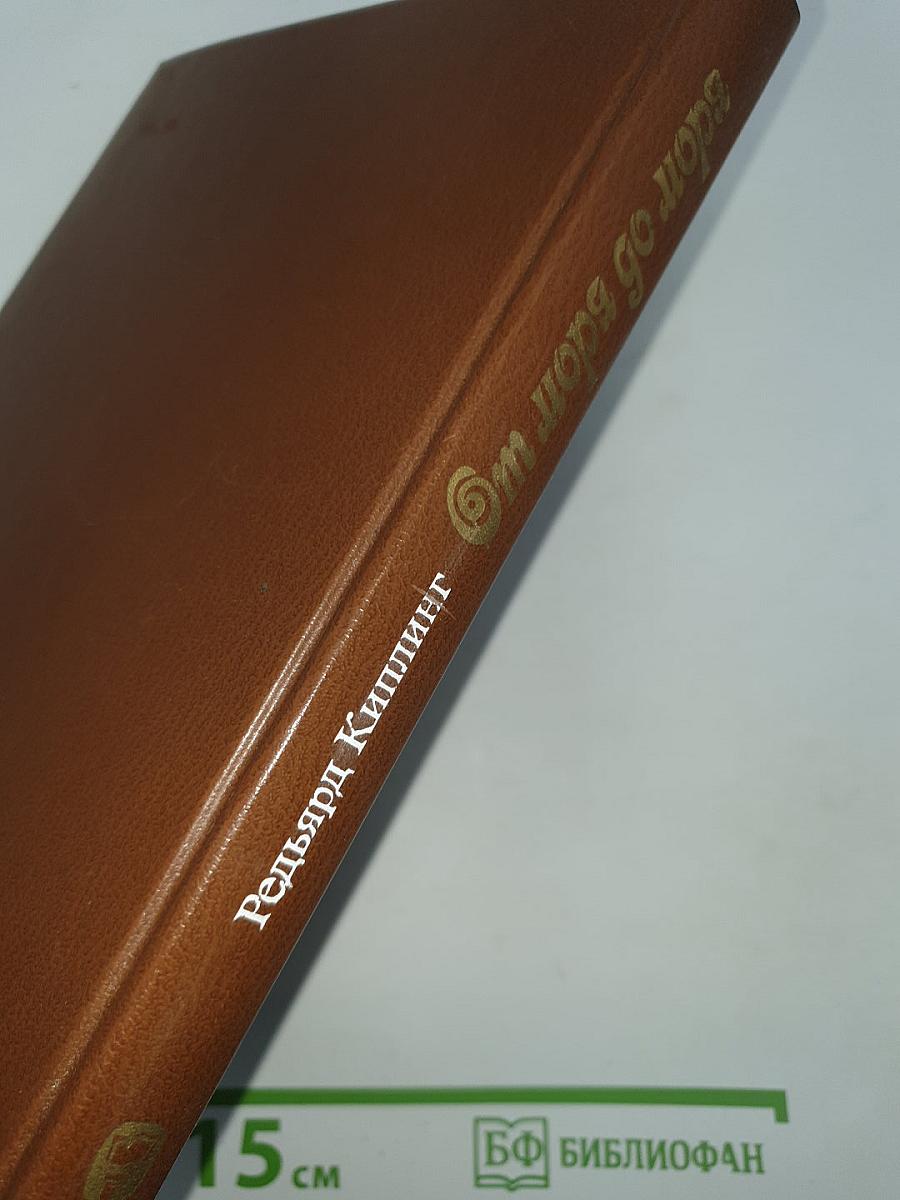 Редьярд Киплинг
От моря до моря
15 см
БФ БИБЛИОФАН